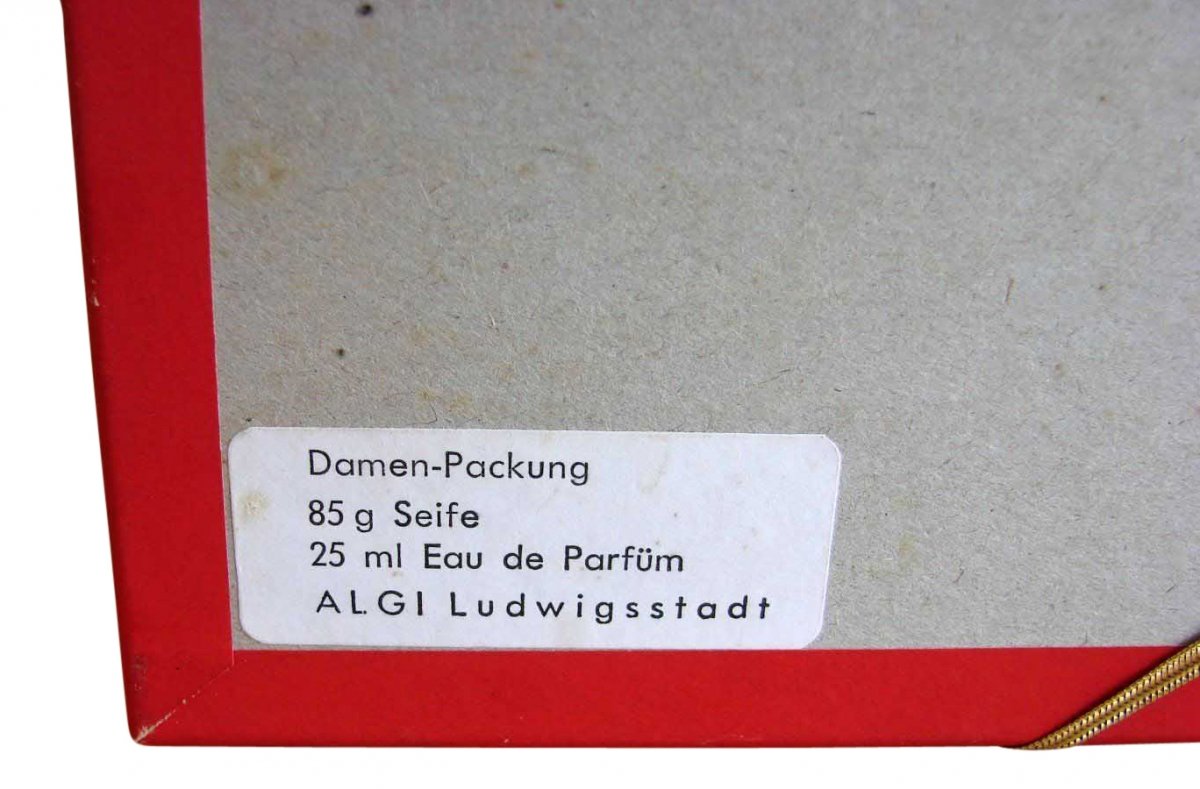 Damen-Packung
85 g Seife
25 ml Eau de Parfüm
ALGI Ludwigsstadt